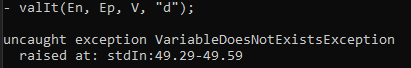 - valIt(En, Ep, V, "d");
uncaught exception VariableDoesNotExistsException
raised at: stdIn:49.29-49.59